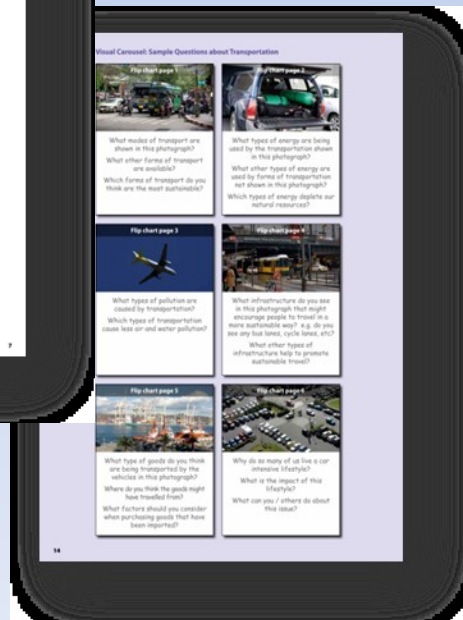 Visual Carousel: Sample Questions about Transportation
Flip chart page 1
What modes of transport are
shown in this photograph?
What other forms of transport
are available?
Which forms of transport do you
think are the most sustainable?
Flip chart page 2
What types of energy are being
used by the transportation shown
in this photograph?
What other types of energy are
used by forms of transportation
not shown in this photograph?
Which types of energy deplete our
natural resources?
Flip chart page 3
What types of pollution are
caused by transportation?
Which types of transportation
cause less air and water pollution?
Flip chart page 4
What infrastructure do you see
in this photograph that might
encourage people to travel in a
more sustainable way? e.g. do you
see any bus lanes, cycle lanes, etc?
What other types of
infrastructure help to promote
sustainable travel?
Flip chart page 5
What type of goods do you think
are being transported by the
vehicles in this photograph?
Where do you think the goods might
have travelled from?
What factors should you consider
when purchasing goods that have
been imported?
Flip chart page 6
Why do so many of us live a car
intensive lifestyle?
What is the impact of this
lifestyle?
What can you / others do about
this issue?
14
7